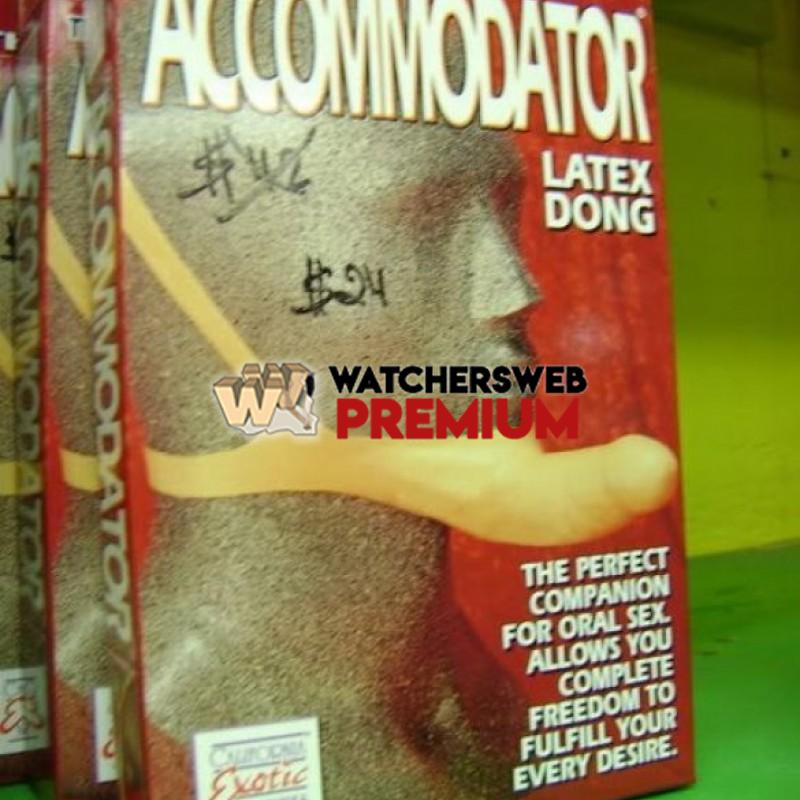 ACCOMMODATOR
LATEX
DONG
$42
$24
WATCHERSWEB
PREMIUM
THE PERFECT
COMPANION
FOR ORAL SEX.
ALLOWS YOU
COMPLETE
FREEDOM TO
FULFILL YOUR
EVERY DESIRE.
CALIFORNIA
Exotic
ACCOMMODATOR